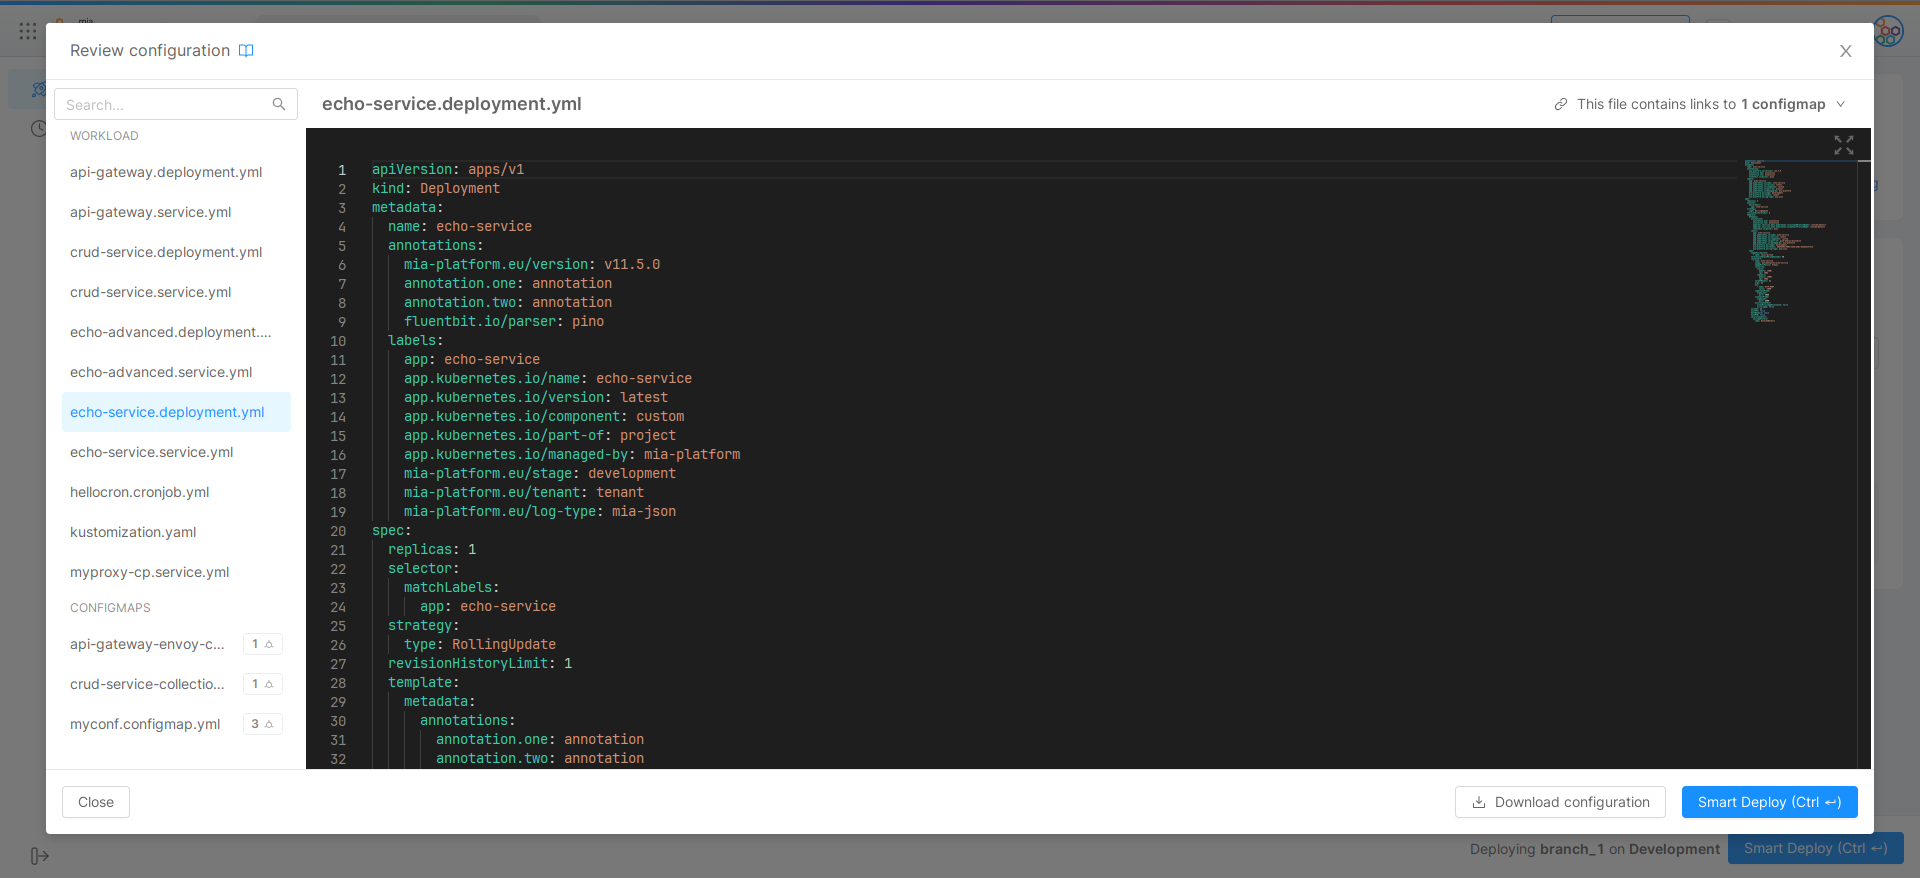 mia
Review configuration
Search...
WORKLOAD
api-gateway.deployment.yml
api-gateway.service.yml
crud-service.deployment.yml
crud-service.service.yml
echo-advanced.deployment....
echo-advanced.service.yml
echo-service.deployment.yml
echo-service.service.yml
hellocron.cronjob.yml
kustomization.yaml
myproxy-cp.service.yml
CONFIGMAPS
api-gateway-envoy-c... 1
crud-service-collectio... 1
myconf.configmap.yml 3
echo-service.deployment.yml
This file contains links to 1 configmap
1 apiVersion: apps/v1
2 kind: Deployment
3 metadata:
4 name: echo-service
5 annotations:
6 mia-platform.eu/version: v11.5.0
7 annotation.one: annotation
8 annotation.two: annotation
9 fluentbit.io/parser: pino
10 labels:
11 app: echo-service
12 app.kubernetes.io/name: echo-service
13 app.kubernetes.io/version: latest
14 app.kubernetes.io/component: custom
15 app.kubernetes.io/part-of: project
16 app.kubernetes.io/managed-by: mia-platform
17 mia-platform.eu/stage: development
18 mia-platform.eu/tenant: tenant
19 mia-platform.eu/log-type: mia-json
20 spec:
21 replicas: 1
22 selector:
23 matchLabels:
24 app: echo-service
25 strategy:
26 type: RollingUpdate
27 revisionHistoryLimit: 1
28 template:
29 metadata:
30 annotations:
31 annotation.one: annotation
32 annotation.two: annotation
Close
Download configuration
Smart Deploy (Ctrl ↩)
Deploying branch_1 on Development
Smart Deploy (Ctrl ↩)